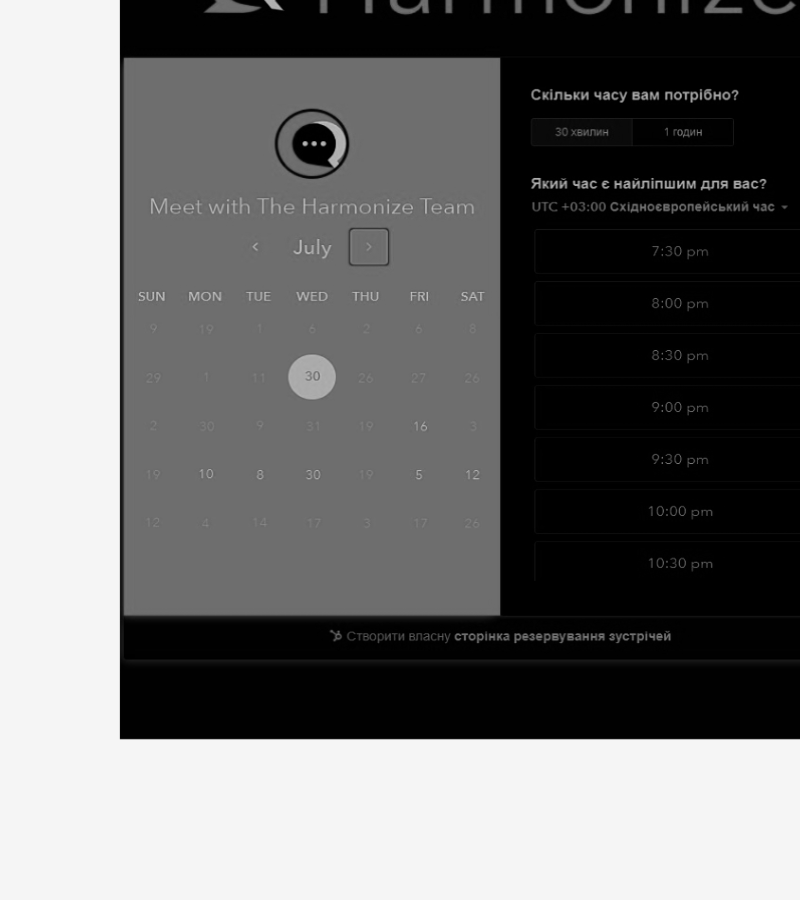 Harmonize
Meet with The Harmonize Team
< July >
SUN MON TUE WED THU FRI SAT
9 19 1 6 2 6 8
29 1 11 30 26 27 26
2 30 9 31 19 16 3
19 10 8 30 19 5 12
12 4 14 17 3 17 26
Скільки часу вам потрібно?
30 хвилин 1 годин
Який час є найліпшим для вас?
UTC +03:00 Східноєвропейський час
7:30 pm
8:00 pm
8:30 pm
9:00 pm
9:30 pm
10:00 pm
10:30 pm
Створити власну сторінка резервування зустрічей